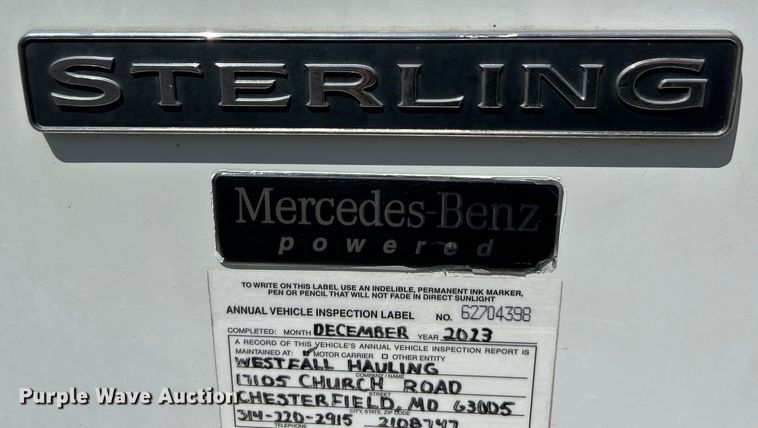 STERLING
Mercedes-Benz
powered
TO WRITE ON THIS LABEL USE AN INDELIBLE, PERMANENT INK MARKER,
PEN OR PENCIL THAT WILL NOT FADE IN DIRECT SUNLIGHT
ANNUAL VEHICLE INSPECTION LABEL NO. 62704398
COMPLETED: MONTH DECEMBER YEAR 2023
A RECORD OF THIS VEHICLE'S ANNUAL VEHICLE INSPECTION REPORT IS
MAINTAINED AT: MOTOR CARRIER OTHER ENTITY
WESTFALL HAULING
COMPANY NAME
17105 CHURCH ROAD
STREET
CHESTERFIELD, MO 63005
CITY, STATE, ZIP CODE
314-220-2915 2108747
TELEPHONE
Purple Wave Auction